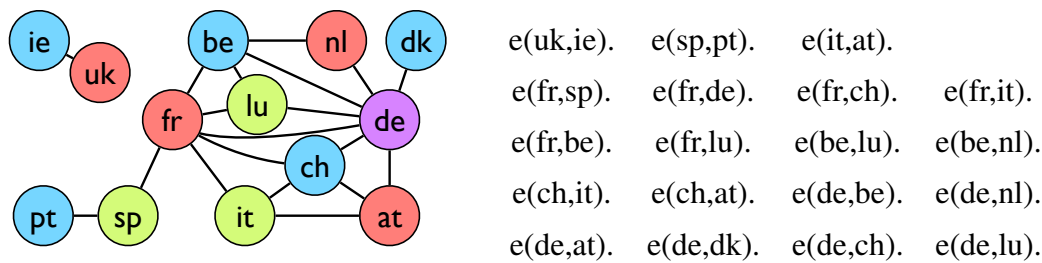 ie
uk
be
nl
dk
lu
fr
de
ch
pt
sp
it
at
e(uk,ie). e(sp,pt). e(it,at).
e(fr,sp). e(fr,de). e(fr,ch). e(fr,it).
e(fr,be). e(fr,lu). e(be,lu). e(be,nl).
e(ch,it). e(ch,at). e(de,be). e(de,nl).
e(de,at). e(de,dk). e(de,ch). e(de,lu).